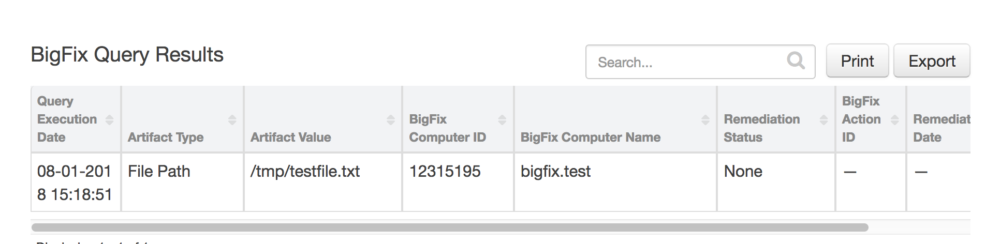 BigFix Query Results
Search...
Print
Export
Query
Execution
Date
Artifact Type
Artifact Value
BigFix
Computer ID
BigFix Computer Name
Remediation
Status
BigFix
Action
ID
Remediat
Date
08-01-201
8 15:18:51
File Path
/tmp/testfile.txt
12315195
bigfix.test
None
—
—